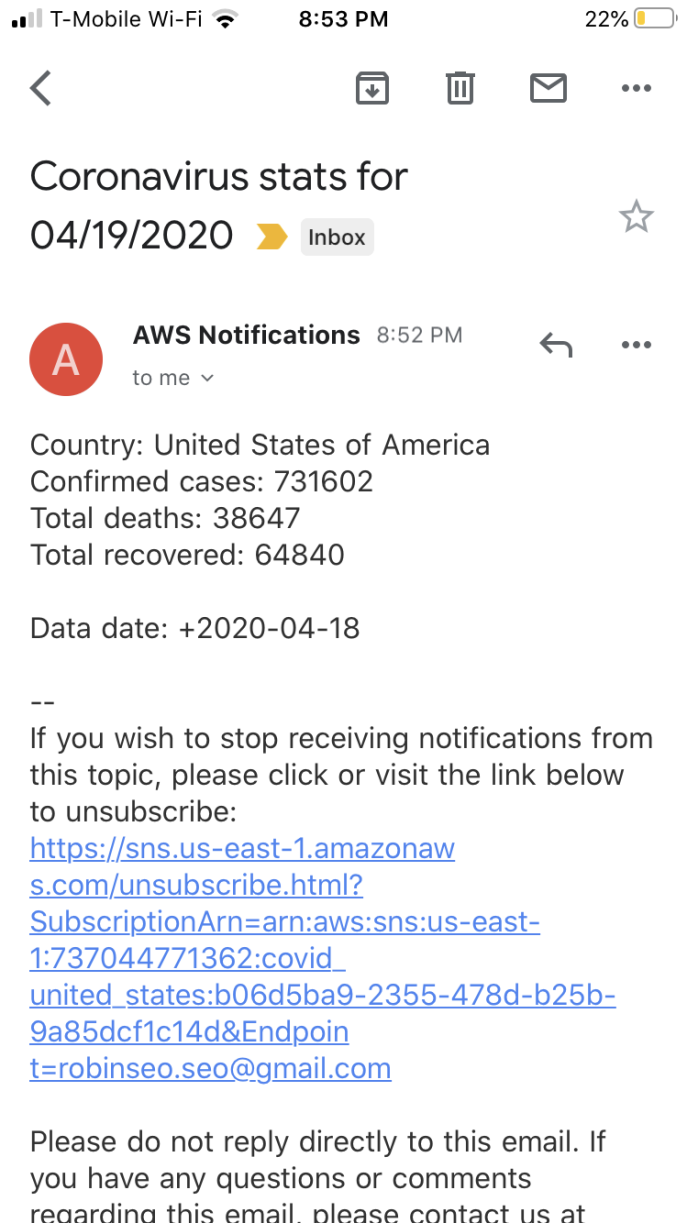 T-Mobile Wi-Fi 8:53 PM 22%
Coronavirus stats for
04/19/2020 Inbox
A
AWS Notifications 8:52 PM
to me
Country: United States of America
Confirmed cases: 731602
Total deaths: 38647
Total recovered: 64840
Data date: +2020-04-18
--
If you wish to stop receiving notifications from
this topic, please click or visit the link below
to unsubscribe:
https://sns.us-east-1.amazonaw
s.com/unsubscribe.html?
SubscriptionArn=arn:aws:sns:us-east-
1:737044771362:covid_
united_states:b06d5ba9-2355-478d-b25b-
9a85dcf1c14d&Endpoin
t=robinseo.seo@gmail.com
Please do not reply directly to this email. If
you have any questions or comments
regarding this email, please contact us at